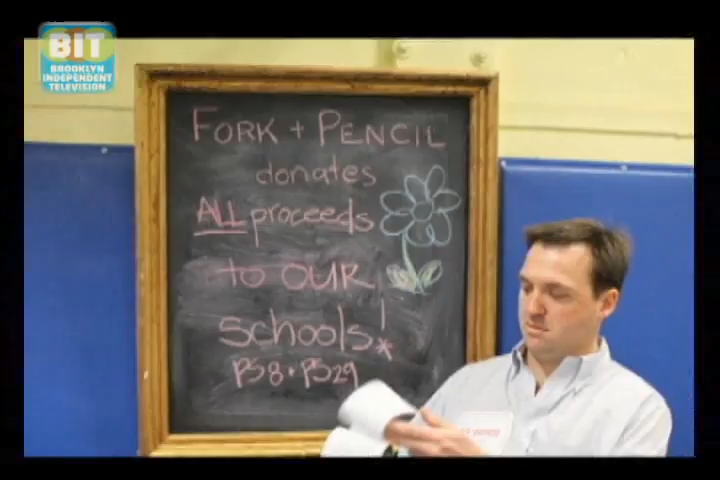 BiT
BROOKLYN
INDEPENDENT
TELEVISION
FORK + PENCIL
donates
ALL proceeds
to OUR
schools!*
PS8 • PS29